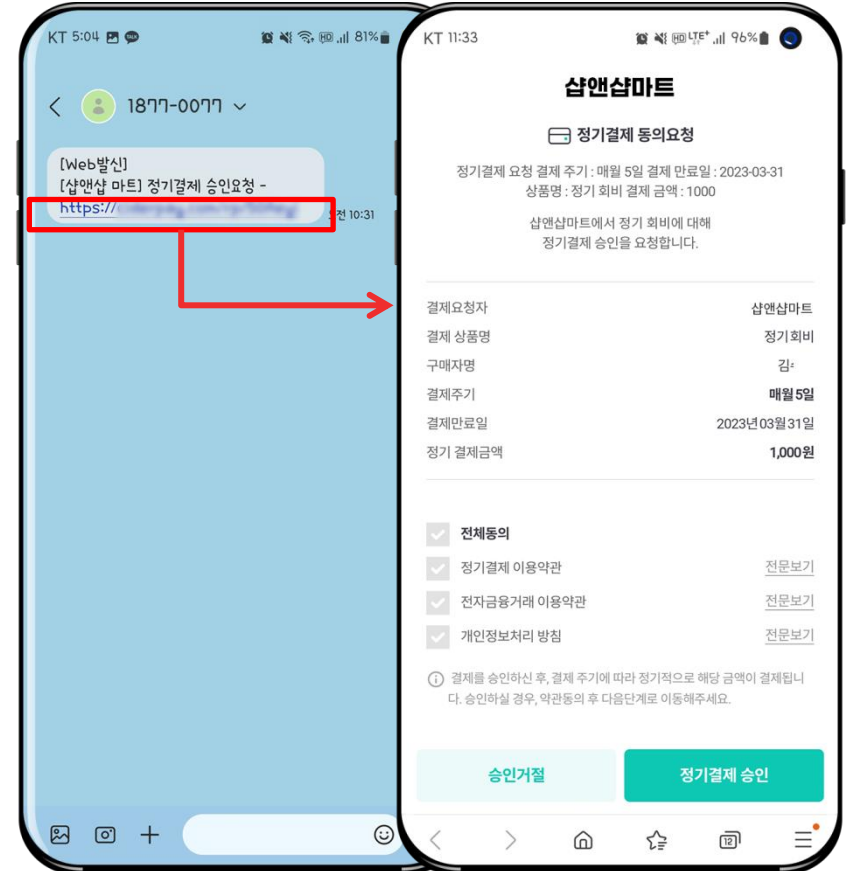 KT 5:04
81%
1877-0077
[Web발신]
[샵앤샵 마트] 정기결제 승인요청 -
https://
오전 10:31
KT 11:33
HD LTE+ 96%
샵앤샵마트
정기결제 동의요청
정기결제 요청 결제 주기 : 매월 5일 결제 만료일 : 2023-03-31
상품명 : 정기 회비 결제 금액 : 1000
샵앤샵마트에서 정기 회비에 대해
정기결제 승인을 요청합니다.
결제요청자 샵앤샵마트
결제 상품명 정기회비
구매자명 김
결제주기 매월 5일
결제만료일 2023년 03월 31일
정기 결제금액 1,000원
전체동의
정기결제 이용약관 전문보기
전자금융거래 이용약관 전문보기
개인정보처리 방침 전문보기
결제를 승인하신 후, 결제 주기에 따라 정기적으로 해당 금액이 결제됩니
다. 승인하실 경우, 약관동의 후 다음단계로 이동해주세요.
승인거절 정기결제 승인
12